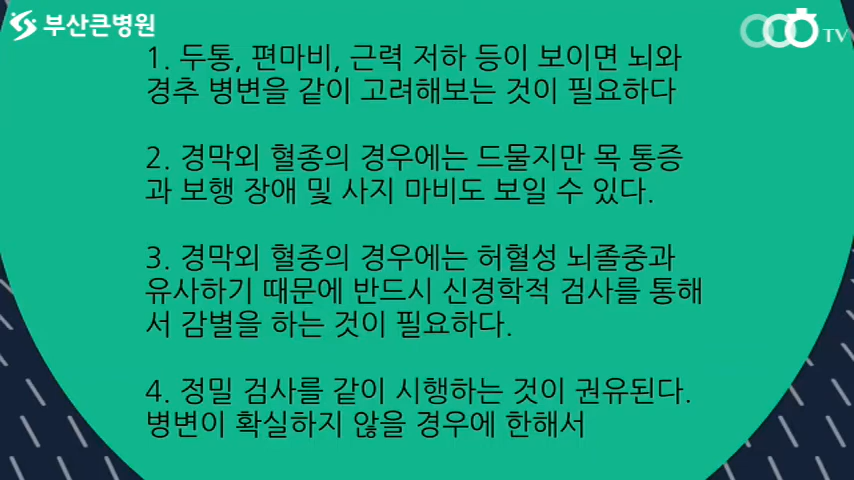 부산큰병원
TV
1. 두통, 편마비, 근력 저하 등이 보이면 뇌와
경추 병변을 같이 고려해보는 것이 필요하다
2. 경막외 혈종의 경우에는 드물지만 목 통증
과 보행 장애 및 사지 마비도 보일 수 있다.
3. 경막외 혈종의 경우에는 허혈성 뇌졸중과
유사하기 때문에 반드시 신경학적 검사를 통해
서 감별을 하는 것이 필요하다.
4. 정밀 검사를 같이 시행하는 것이 권유된다.
병변이 확실하지 않을 경우에 한해서